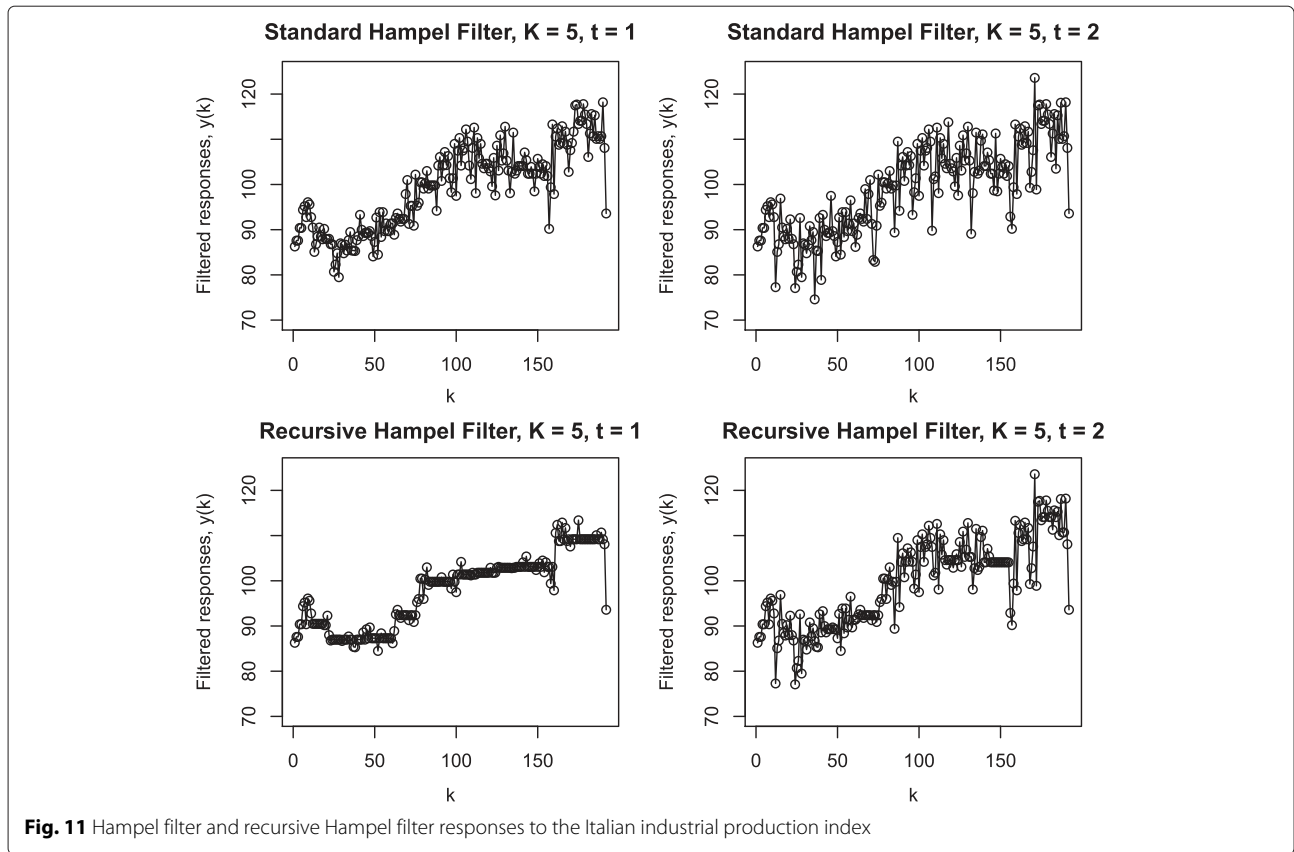 Standard Hampel Filter, K = 5, t = 1
Filtered responses, y(k)
120
100
90
80
70
0 50 100 150
k
Standard Hampel Filter, K = 5, t = 2
Filtered responses, y(k)
120
100
90
80
70
0 50 100 150
k
Recursive Hampel Filter, K = 5, t = 1
Filtered responses, y(k)
120
100
90
80
70
0 50 100 150
k
Recursive Hampel Filter, K = 5, t = 2
Filtered responses, y(k)
120
100
90
80
70
0 50 100 150
k
Fig. 11 Hampel filter and recursive Hampel filter responses to the Italian industrial production index